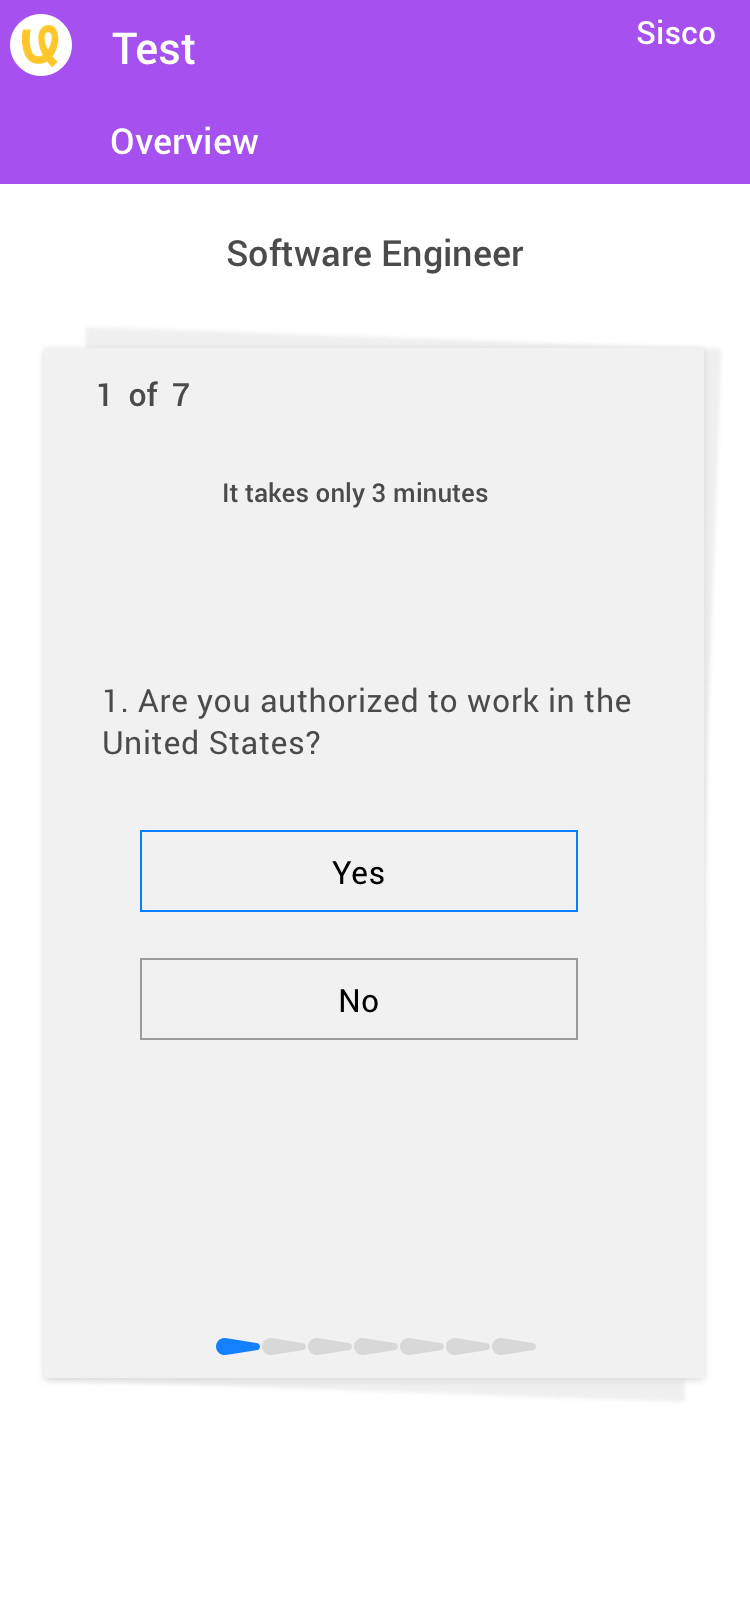 Test
Sisco
Overview
Software Engineer
1 of 7
It takes only 3 minutes
1. Are you authorized to work in the
United States?
Yes
No